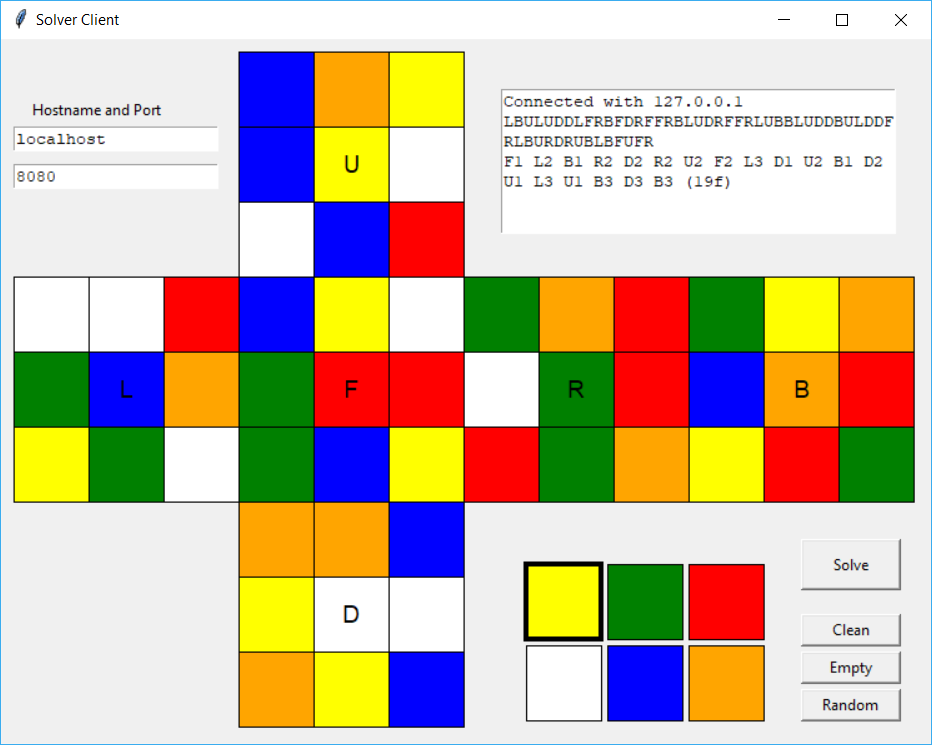 Solver Client
Hostname and Port
localhost
8080
Connected with 127.0.0.1
LBULUDDLFRBFDRFFRBLUDRFFRLUBBLUDDBULDDF
RLBURDRUBLBFUFR
F1 L2 B1 R2 D2 R2 U2 F2 L3 D1 U2 B1 D2
U1 L3 U1 B3 D3 B3 (19f)
U
L
F
R
B
D
Solve
Clean
Empty
Random